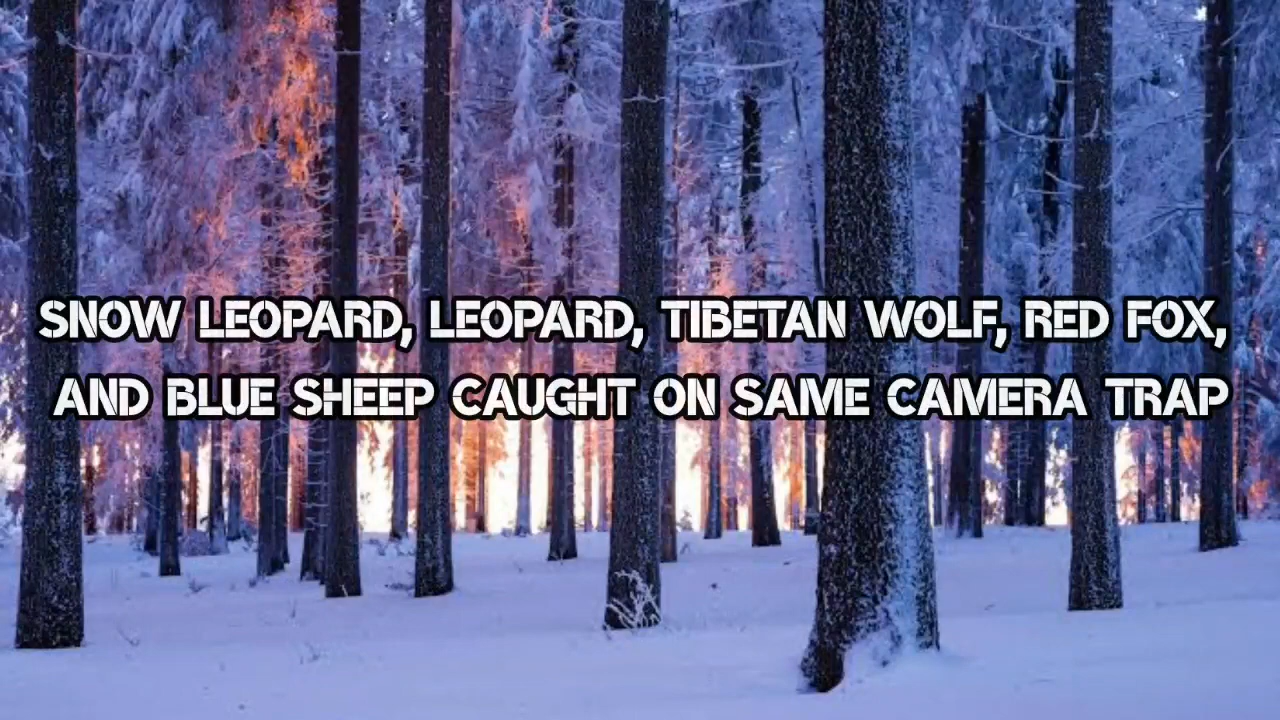 SNOW LEOPARD, LEOPARD, TIBETAN WOLF, RED FOX,
AND BLUE SHEEP CAUGHT ON SAME CAMERA TRAP